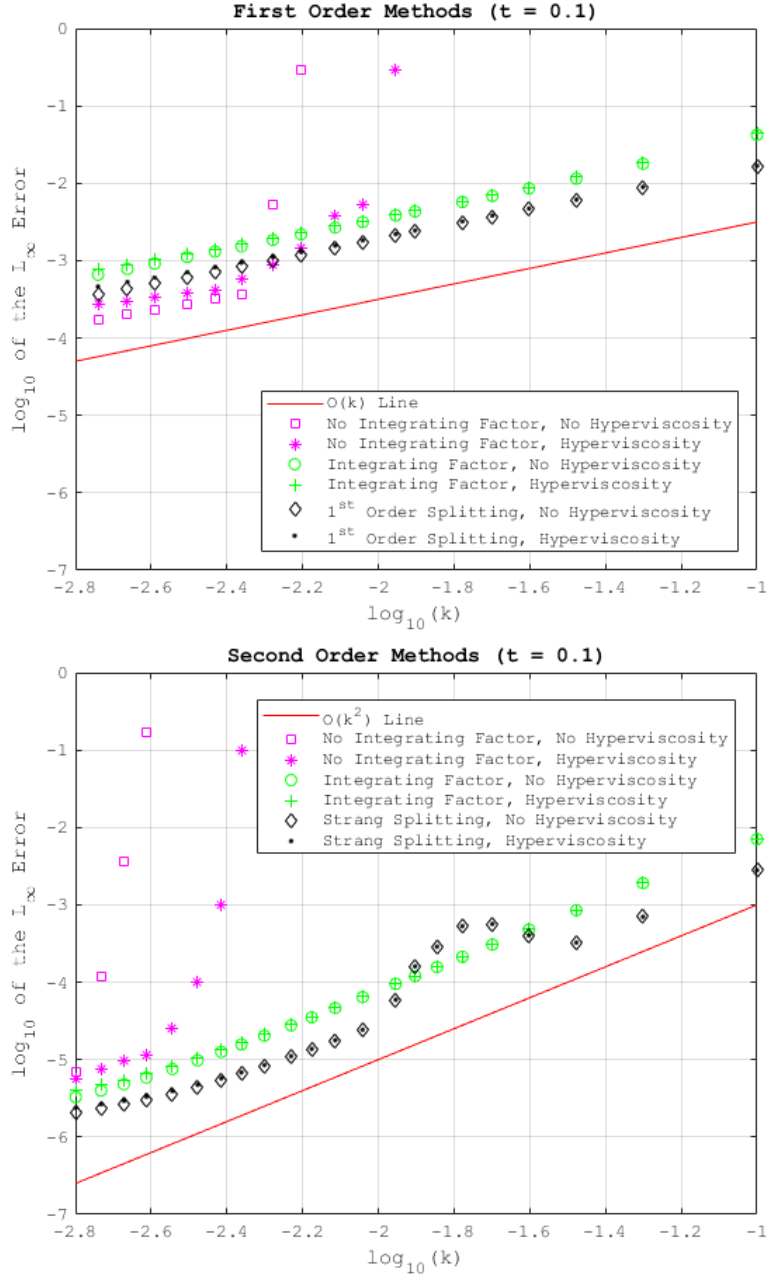 First Order Methods (t = 0.1)
0
-1
-2
-3
-4
-5
-6
-7
log₁₀ of the L∞ Error
O(k) Line
No Integrating Factor, No Hyperviscosity
No Integrating Factor, Hyperviscosity
Integrating Factor, No Hyperviscosity
Integrating Factor, Hyperviscosity
1ˢᵗ Order Splitting, No Hyperviscosity
1ˢᵗ Order Splitting, Hyperviscosity
-2.8 -2.6 -2.4 -2.2 -2 -1.8 -1.6 -1.4 -1.2 -1
log₁₀(k)
Second Order Methods (t = 0.1)
0
-1
-2
-3
-4
-5
-6
-7
log₁₀ of the L∞ Error
O(k²) Line
No Integrating Factor, No Hyperviscosity
No Integrating Factor, Hyperviscosity
Integrating Factor, No Hyperviscosity
Integrating Factor, Hyperviscosity
Strang Splitting, No Hyperviscosity
Strang Splitting, Hyperviscosity
-2.8 -2.6 -2.4 -2.2 -2 -1.8 -1.6 -1.4 -1.2 -1
log₁₀(k)